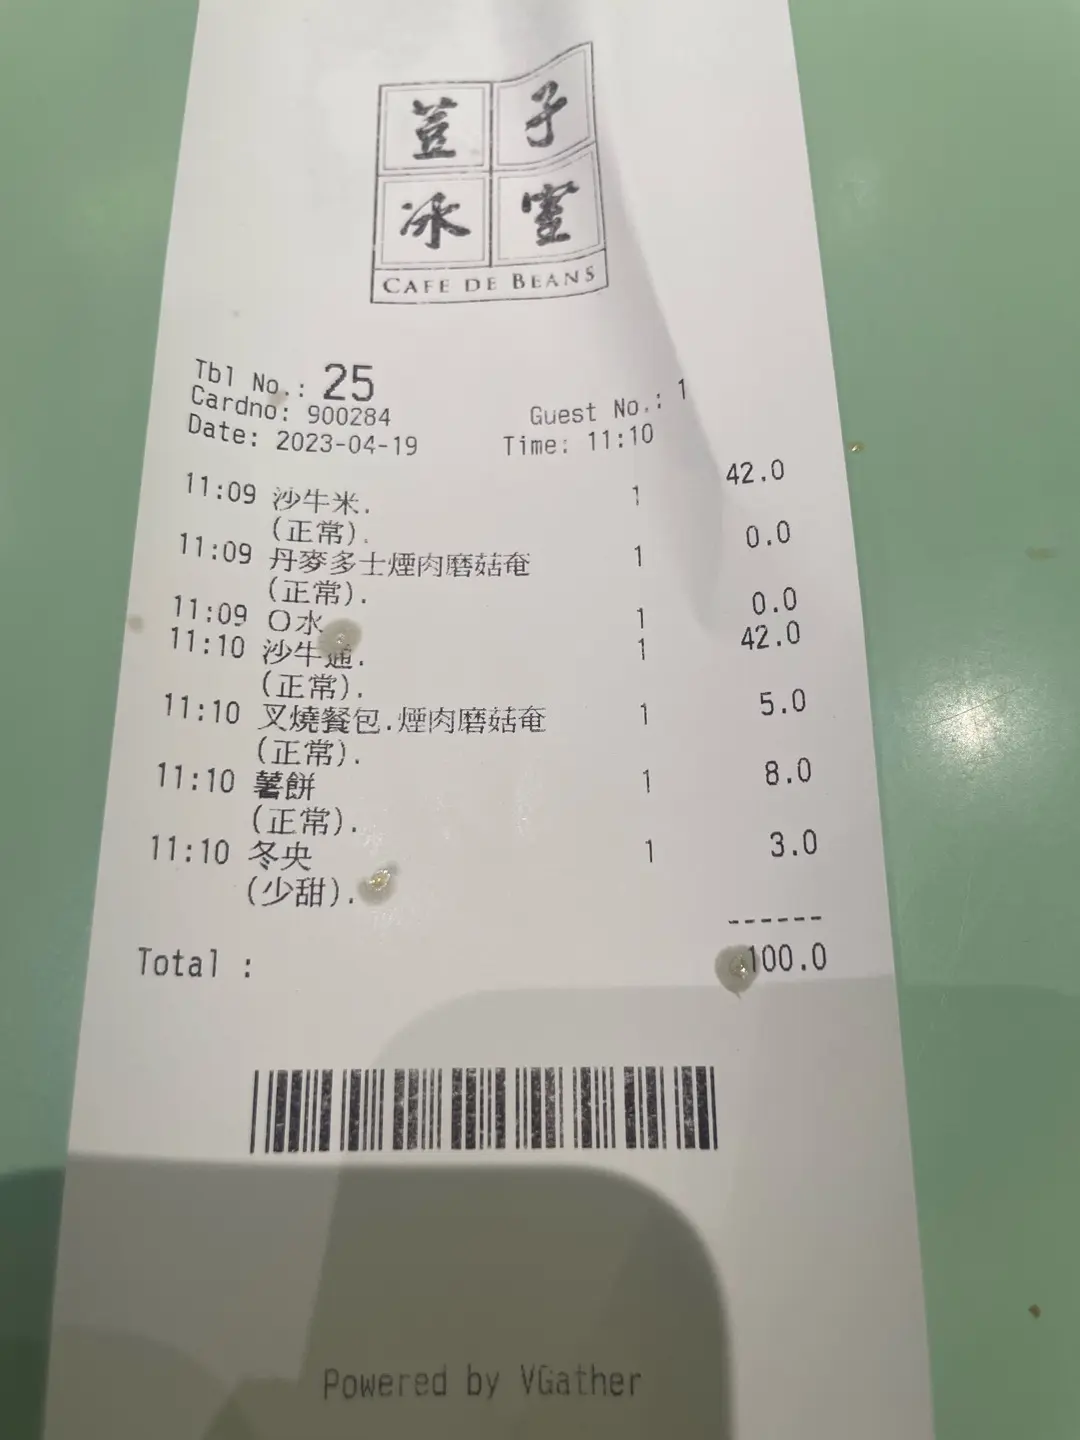 荳子
冰室
CAFE DE BEANS
Tbl No.: 25
Cardno: 900284
Guest No.: 1
Date: 2023-04-19
Time: 11:10
11:09 沙牛米. 1 42.0
(正常).
11:09 丹麥多士煙肉磨菇奄 1 0.0
(正常).
11:09 O水 1 0.0
11:10 沙牛通. 1 42.0
(正常).
11:10 叉燒餐包.煙肉磨菇奄 1 5.0
(正常).
11:10 薯餅 1 8.0
(正常).
11:10 冬央 1 3.0
(少甜).
------
Total : 100.0
Powered by VGather